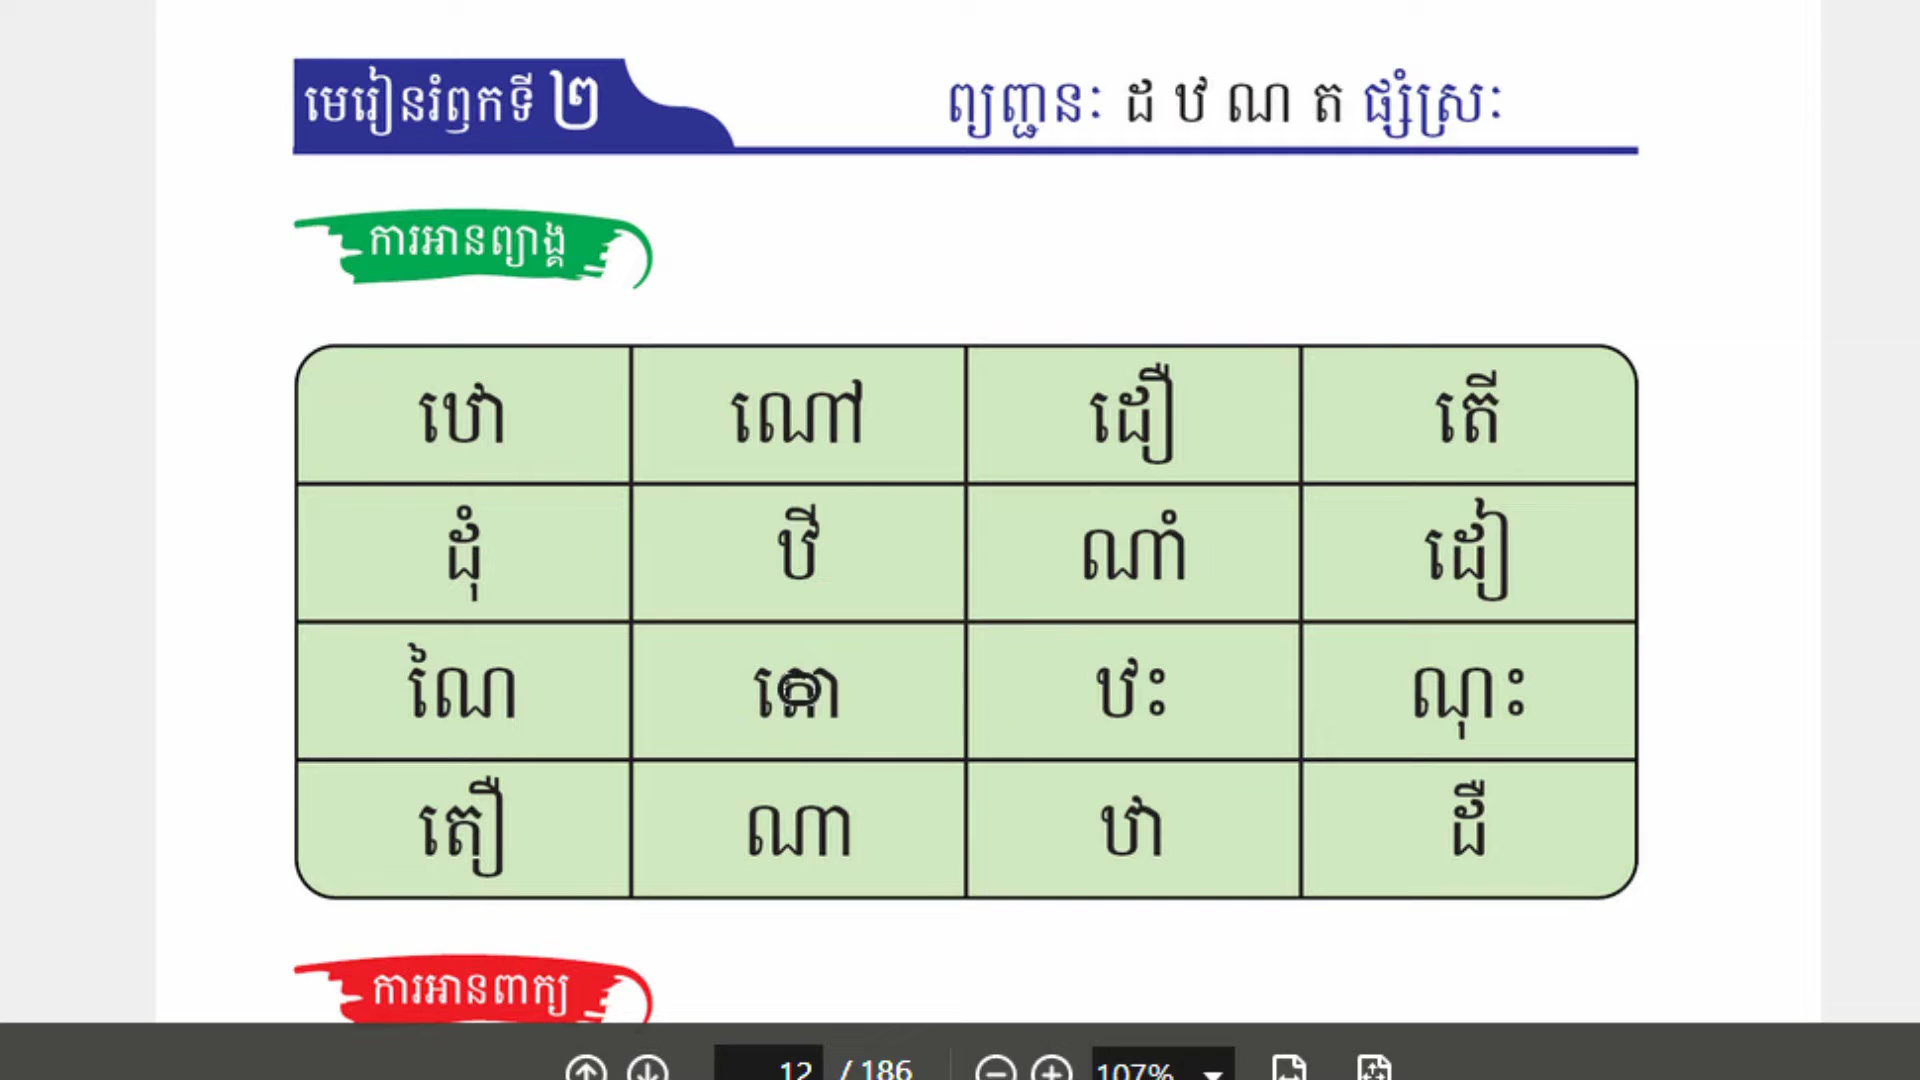 មេរៀនរំឭកទី ២
ព្យញ្ជនៈ ដ ឋ ណ ត ផ្សំស្រៈ
ការអានព្យាង្គ
ឋោ ណៅ ដឿ តើ
ដុំ ឋី ណាំ ដៀ
ណៃ តោ ឋះ ណុះ
តឿ ណា ឋា ដឺ
ការអានពាក្យ
12 / 186 107%